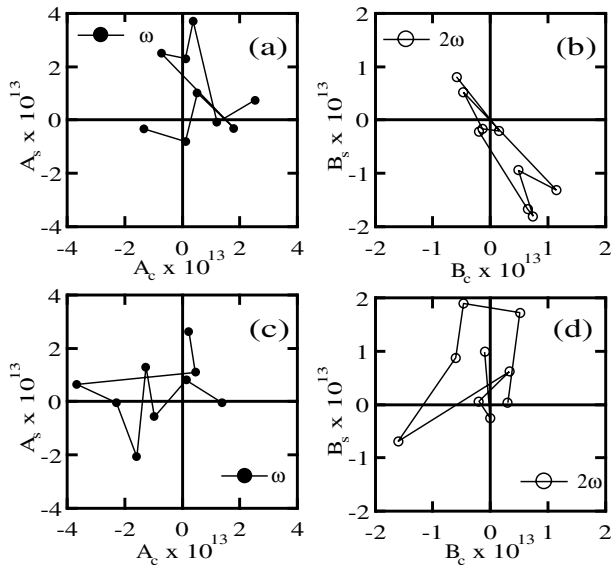 ω (a)
4
2
0
-2
-4
A_s x 10^13
-4 -2 0 2 4
A_c x 10^13
2ω (b)
2
1
0
-1
-2
B_s x 10^13
-2 -1 0 1 2
B_c x 10^13
(c)
4
2
0
-2
-4
A_s x 10^13
ω
-4 -2 0 2 4
A_c x 10^13
(d)
2
1
0
-1
2
B_s x 10^13
2ω
-2 -1 0 1 2
B_c x 10^13